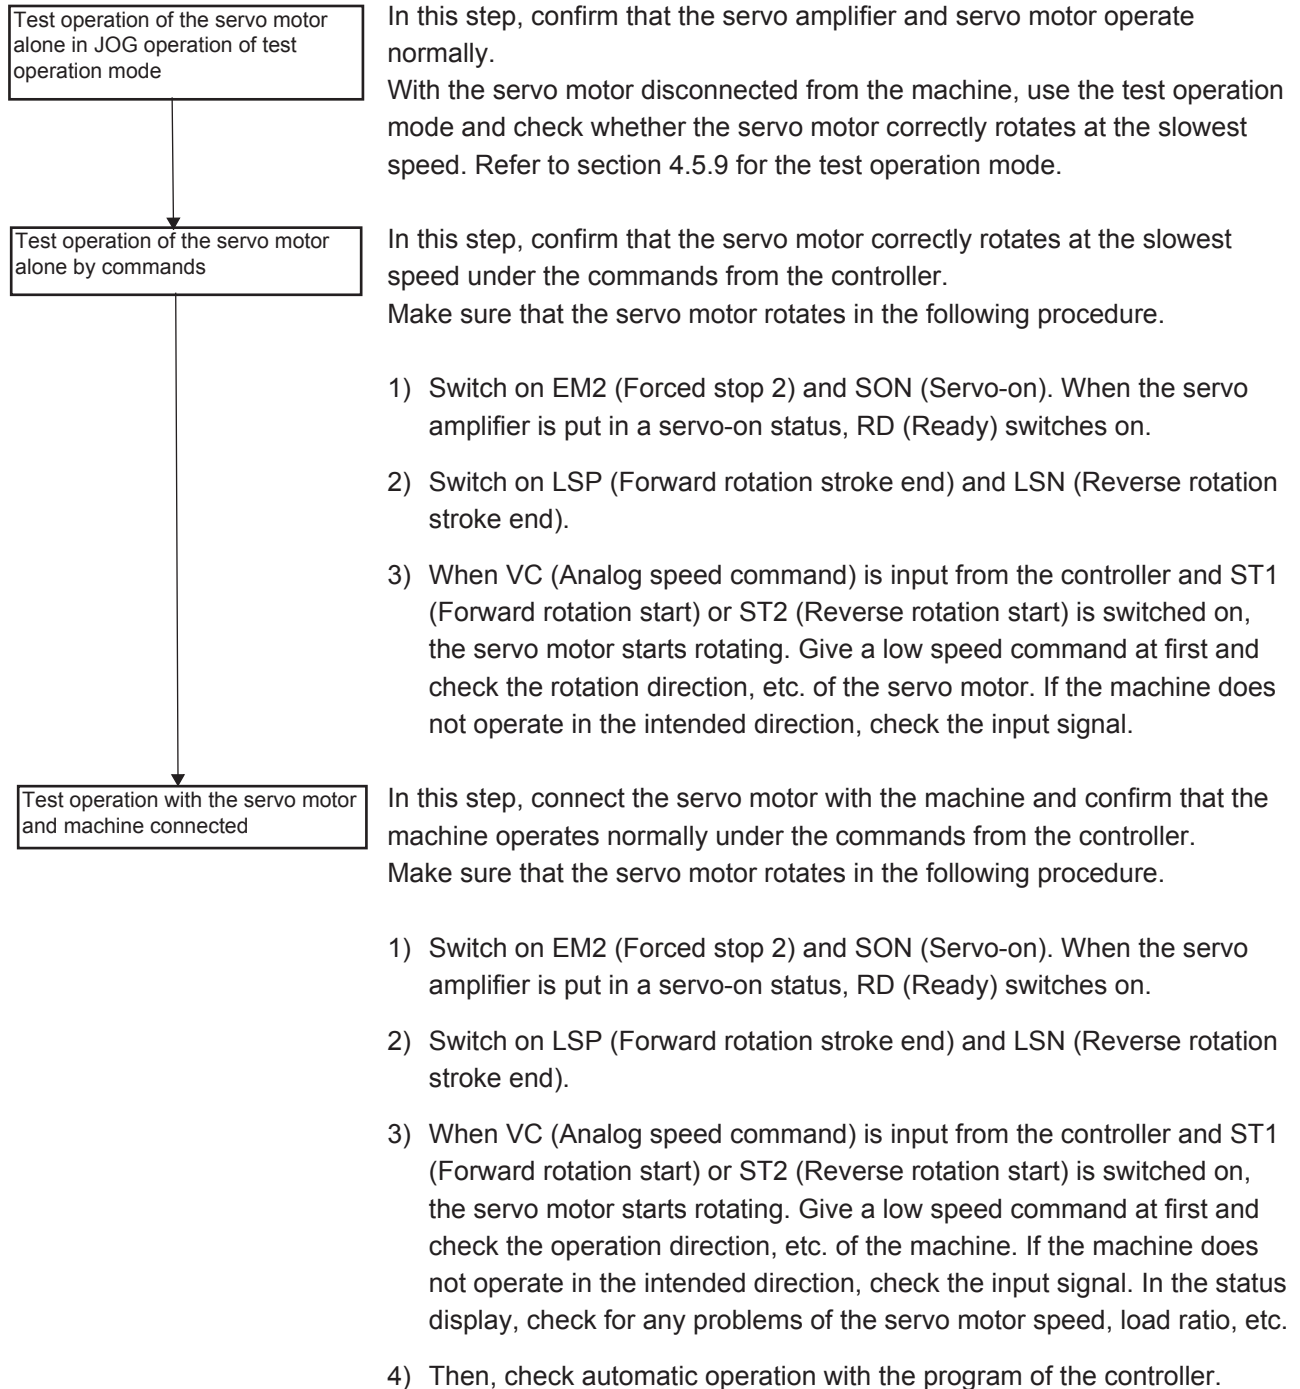 Test operation of the servo motor
alone in JOG operation of test
operation mode
In this step, confirm that the servo amplifier and servo motor operate
normally.
With the servo motor disconnected from the machine, use the test operation
mode and check whether the servo motor correctly rotates at the slowest
speed. Refer to section 4.5.9 for the test operation mode.
Test operation of the servo motor
alone by commands
In this step, confirm that the servo motor correctly rotates at the slowest
speed under the commands from the controller.
Make sure that the servo motor rotates in the following procedure.
1) Switch on EM2 (Forced stop 2) and SON (Servo-on). When the servo
amplifier is put in a servo-on status, RD (Ready) switches on.
2) Switch on LSP (Forward rotation stroke end) and LSN (Reverse rotation
stroke end).
3) When VC (Analog speed command) is input from the controller and ST1
(Forward rotation start) or ST2 (Reverse rotation start) is switched on,
the servo motor starts rotating. Give a low speed command at first and
check the rotation direction, etc. of the servo motor. If the machine does
not operate in the intended direction, check the input signal.
Test operation with the servo motor
and machine connected
In this step, connect the servo motor with the machine and confirm that the
machine operates normally under the commands from the controller.
Make sure that the servo motor rotates in the following procedure.
1) Switch on EM2 (Forced stop 2) and SON (Servo-on). When the servo
amplifier is put in a servo-on status, RD (Ready) switches on.
2) Switch on LSP (Forward rotation stroke end) and LSN (Reverse rotation
stroke end).
3) When VC (Analog speed command) is input from the controller and ST1
(Forward rotation start) or ST2 (Reverse rotation start) is switched on,
the servo motor starts rotating. Give a low speed command at first and
check the operation direction, etc. of the machine. If the machine does
not operate in the intended direction, check the input signal. In the status
display, check for any problems of the servo motor speed, load ratio, etc.
4) Then, check automatic operation with the program of the controller.